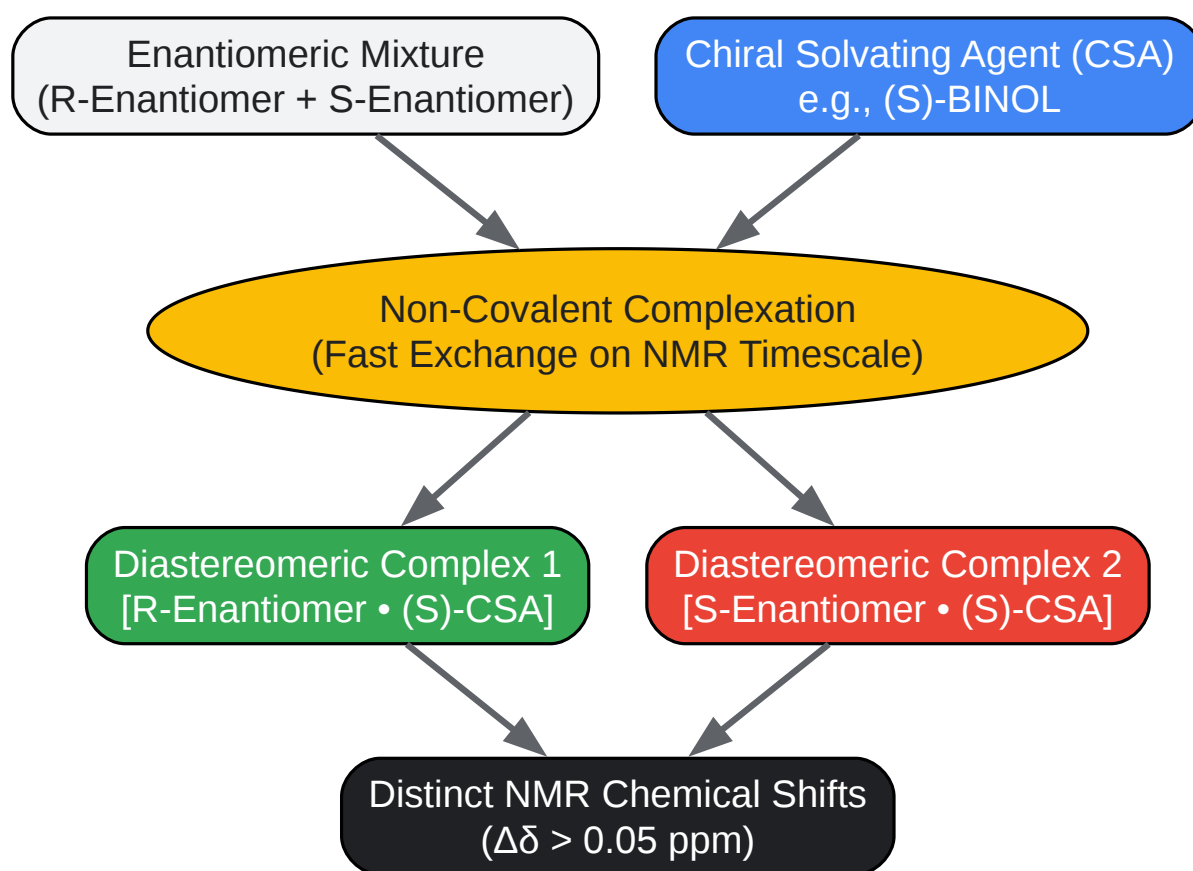 Enantiomeric Mixture
(R-Enantiomer + S-Enantiomer)
Chiral Solvating Agent (CSA)
e.g., (S)-BINOL
Non-Covalent Complexation
(Fast Exchange on NMR Timescale)
Diastereomeric Complex 1
[R-Enantiomer • (S)-CSA]
Diastereomeric Complex 2
[S-Enantiomer • (S)-CSA]
Distinct NMR Chemical Shifts
(Δδ > 0.05 ppm)